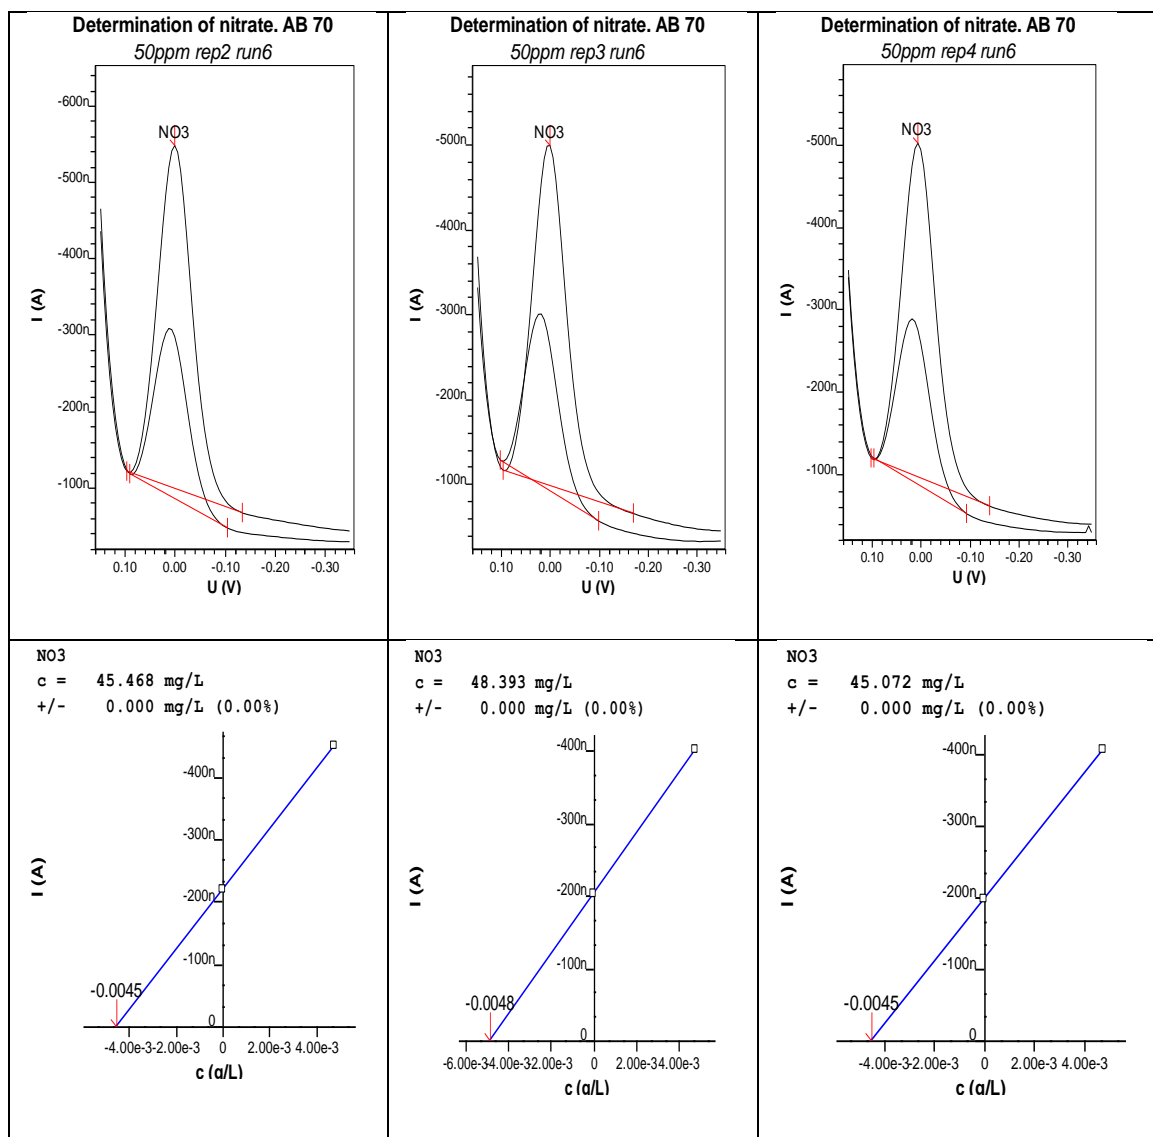 Determination of nitrate. AB 70
50ppm rep2 run6
-600n
-500n
-400n
-300n
-200n
-100n
I (A)
NO3
0.10 0.00 -0.10 -0.20 -0.30
U (V)
Determination of nitrate. AB 70
50ppm rep3 run6
-500n
-400n
-300n
-200n
-100n
I (A)
NO3
0.10 0.00 -0.10 -0.20 -0.30
U (V)
Determination of nitrate. AB 70
50ppm rep4 run6
-500n
-400n
-300n
-200n
-100n
I (A)
NO3
0.10 0.00 -0.10 -0.20 -0.30
U (V)
NO3
c = 45.468 mg/L
+/- 0.000 mg/L (0.00%)
-400n
-300n
-200n
-100n
0
I (A)
-0.0045
-4.00e-3 -2.00e-3 0 2.00e-3 4.00e-3
c (g/L)
NO3
c = 48.393 mg/L
+/- 0.000 mg/L (0.00%)
-400n
-300n
-200n
-100n
0
I (A)
-0.0048
-6.00e-3 -4.00e-3 -2.00e-3 0 2.00e-3 4.00e-3
c (g/L)
NO3
c = 45.072 mg/L
+/- 0.000 mg/L (0.00%)
-400n
-300n
-200n
-100n
0
I (A)
-0.0045
-4.00e-3 -2.00e-3 0 2.00e-3 4.00e-3
c (g/L)